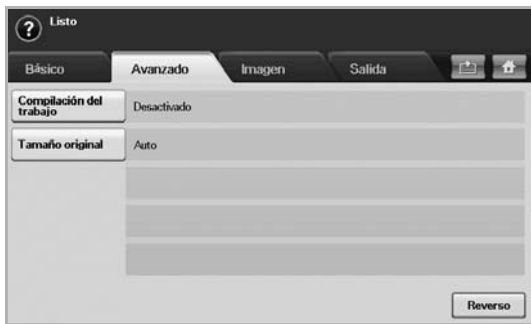 Listo
Básico Avanzado Imagen Salida
Compilación del
trabajo
Desactivado
Tamaño original Auto
Reverso